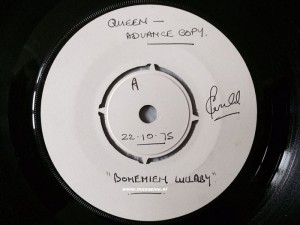 QUEEN —
ADVANCE COPY.
A
22-10-75
"BOHEMIEN LULLABY"